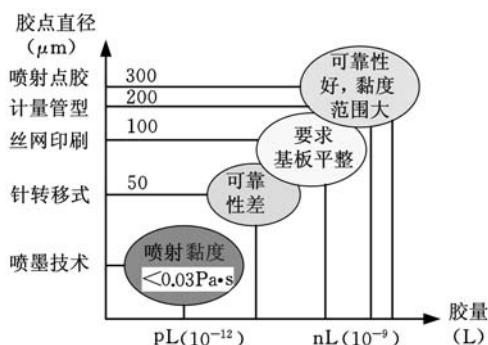 胶点直径
(μm)
喷射点胶
300
计量管型
200
丝网印刷
100
针转移式
50
喷墨技术
可靠性
好,黏度
范围大
要求
基板平整
可靠
性差
喷射黏度
<0.03Pa•s
pL(10⁻¹²)
nL(10⁻⁹)
胶量
(L)